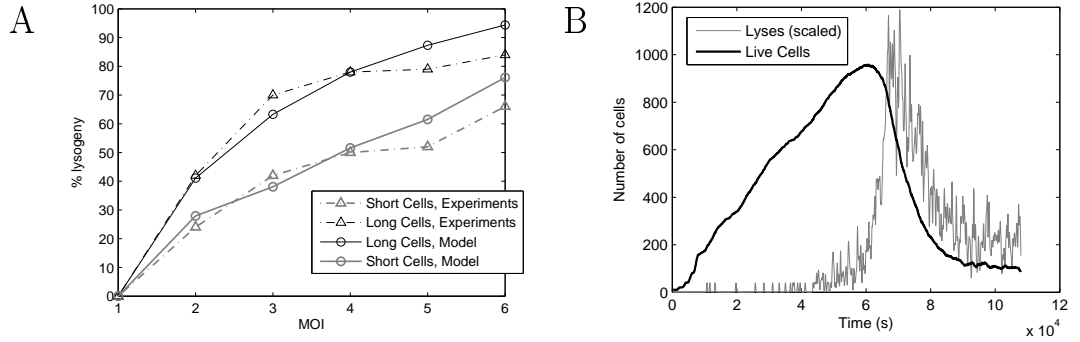 A
100
90
80
70
60
50
40
30
20
10
0
% lysogeny
1 2 3 4 5 6
MOI
Short Cells, Experiments
Long Cells, Experiments
Long Cells, Model
Short Cells, Model
B
1200
1000
800
600
400
200
0
Number of cells
Lyses (scaled)
Live Cells
0 2 4 6 8 10 12
Time (s)
x 10⁴